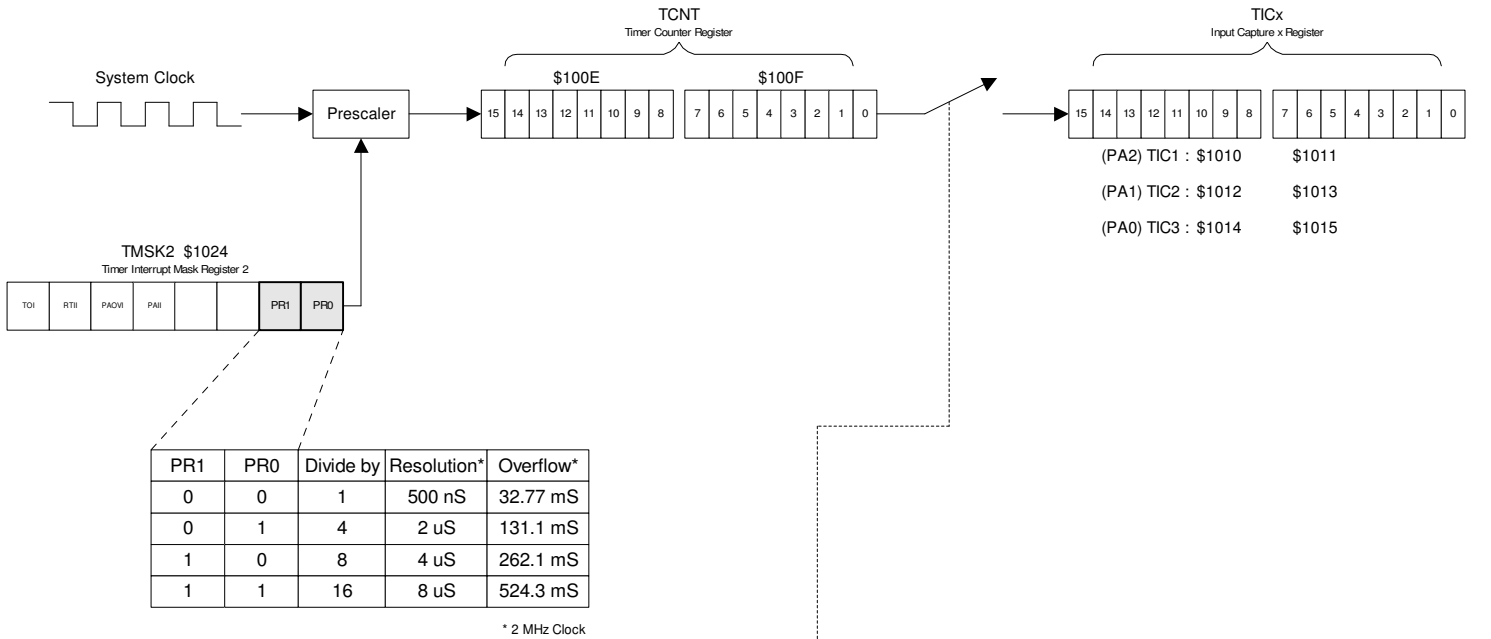 TCNT
Timer Counter Register
TICx
Input Capture x Register
System Clock
$100E $100F
Prescaler
15 14 13 12 11 10 9 8 7 6 5 4 3 2 1 0
15 14 13 12 11 10 9 8 7 6 5 4 3 2 1 0
(PA2) TIC1 : $1010 $1011
(PA1) TIC2 : $1012 $1013
(PA0) TIC3 : $1014 $1015
TMSK2 $1024
Timer Interrupt Mask Register 2
TOI RTII PAOVI PAII PR1 PR0
PR1 PR0 Divide by Resolution* Overflow*
0 0 1 500 nS 32.77 mS
0 1 4 2 uS 131.1 mS
1 0 8 4 uS 262.1 mS
1 1 16 8 uS 524.3 mS
* 2 MHz Clock